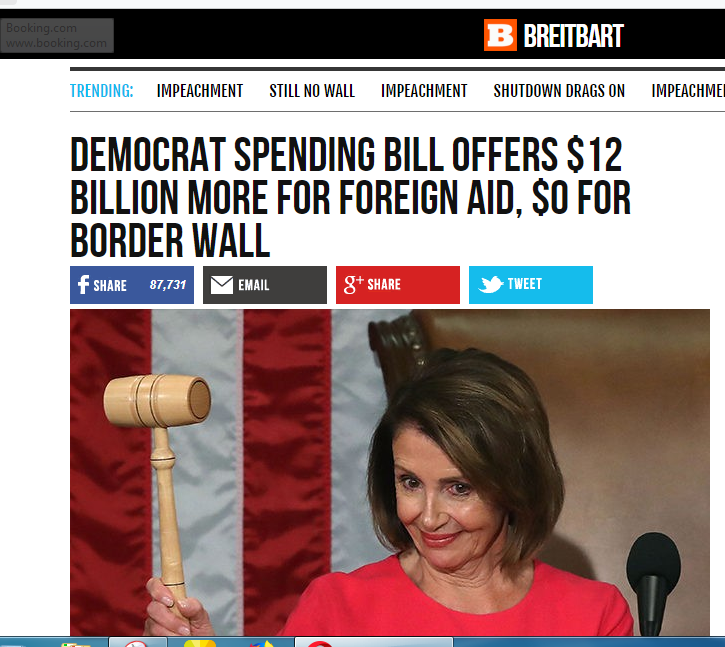 Booking.com
www.booking.com
B BREITBART
TRENDING: IMPEACHMENT STILL NO WALL IMPEACHMENT SHUTDOWN DRAGS ON IMPEACHME
DEMOCRAT SPENDING BILL OFFERS $12
BILLION MORE FOR FOREIGN AID, $0 FOR
BORDER WALL
f SHARE 87,731 EMAIL g+ SHARE TWEET